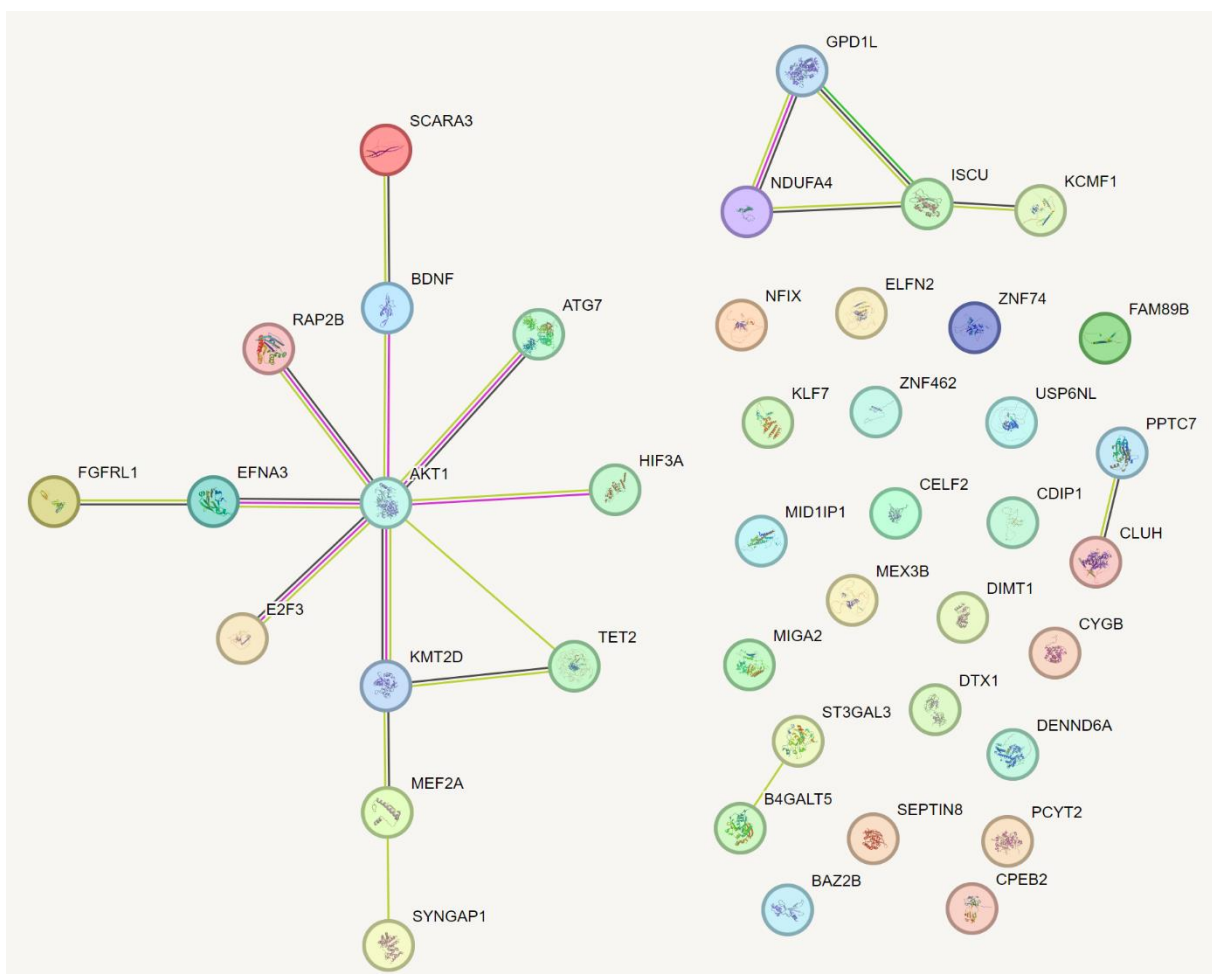 GPD1L
SCARA3
NDUFA4
ISCU
KCMF1
BDNF
ATG7
RAP2B
NFIX
ELFN2
ZNF74
FAM89B
KLF7
ZNF462
USP6NL
PPTC7
FGFRL1
EFNA3
AKT1
HIF3A
MID1IP1
CELF2
CDIP1
CLUH
E2F3
KMT2D
TET2
MEX3B
DIMT1
CYGB
MIGA2
DTX1
ST3GAL3
DENND6A
MEF2A
B4GALT5
SEPTIN8
PCYT2
BAZ2B
CPEB2
SYNGAP1